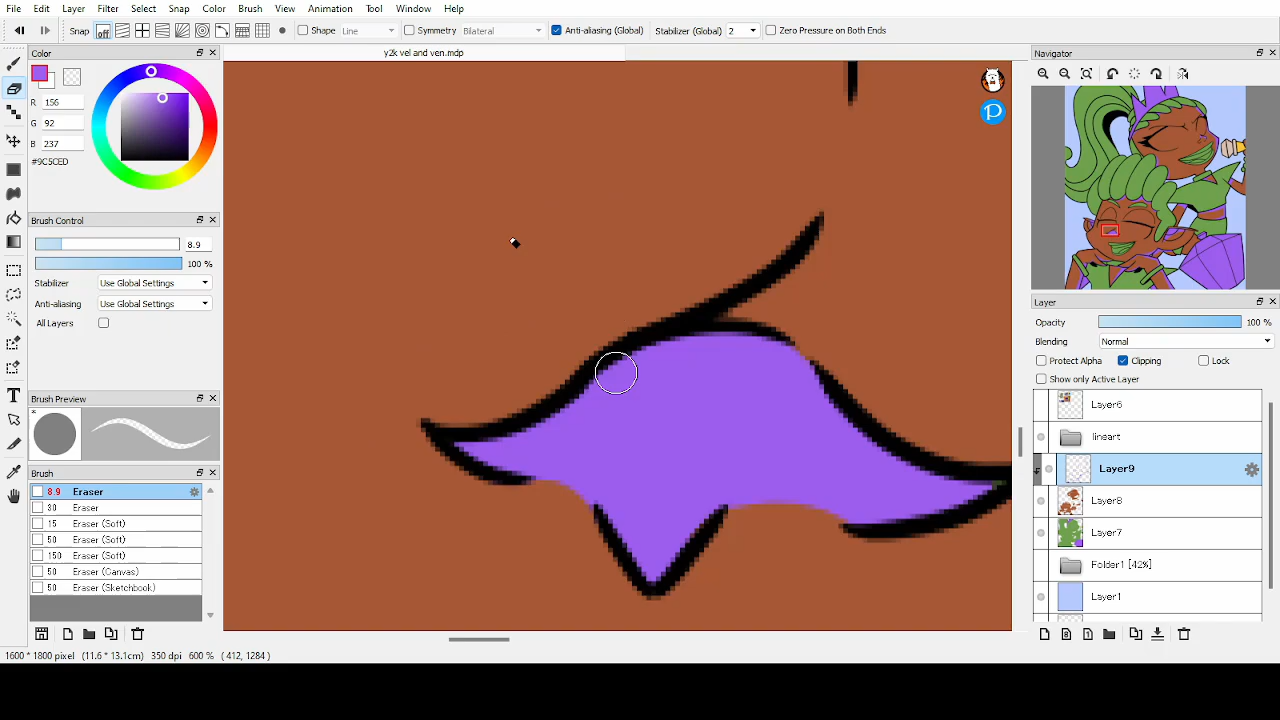 File Edit Layer Filter Select Snap Color Brush View Animation Tool Window Help
Snap off Shape Line Symmetry Bilateral Anti-aliasing (Global) Stabilizer (Global) 2 Zero Pressure on Both Ends
Color
y2k vel and ven.mdp
Navigator
R 156
G 92
B 237
#9C5CED
Brush Control
8.9
100 %
Stabilizer Use Global Settings
Anti-aliasing Use Global Settings
All Layers
Brush Preview
Brush
8.9 Eraser
30 Eraser
15 Eraser (Soft)
50 Eraser (Soft)
150 Eraser (Soft)
50 Eraser (Canvas)
50 Eraser (Sketchbook)
Layer
Opacity 100 %
Blending Normal
Protect Alpha Clipping Lock
Show only Active Layer
Layer6
lineart
Layer9
Layer8
Layer7
Folder1 [42%]
Layer1
1600 * 1800 pixel (11.6 * 13.1cm) 350 dpi 600 % ( 412, 1284 )